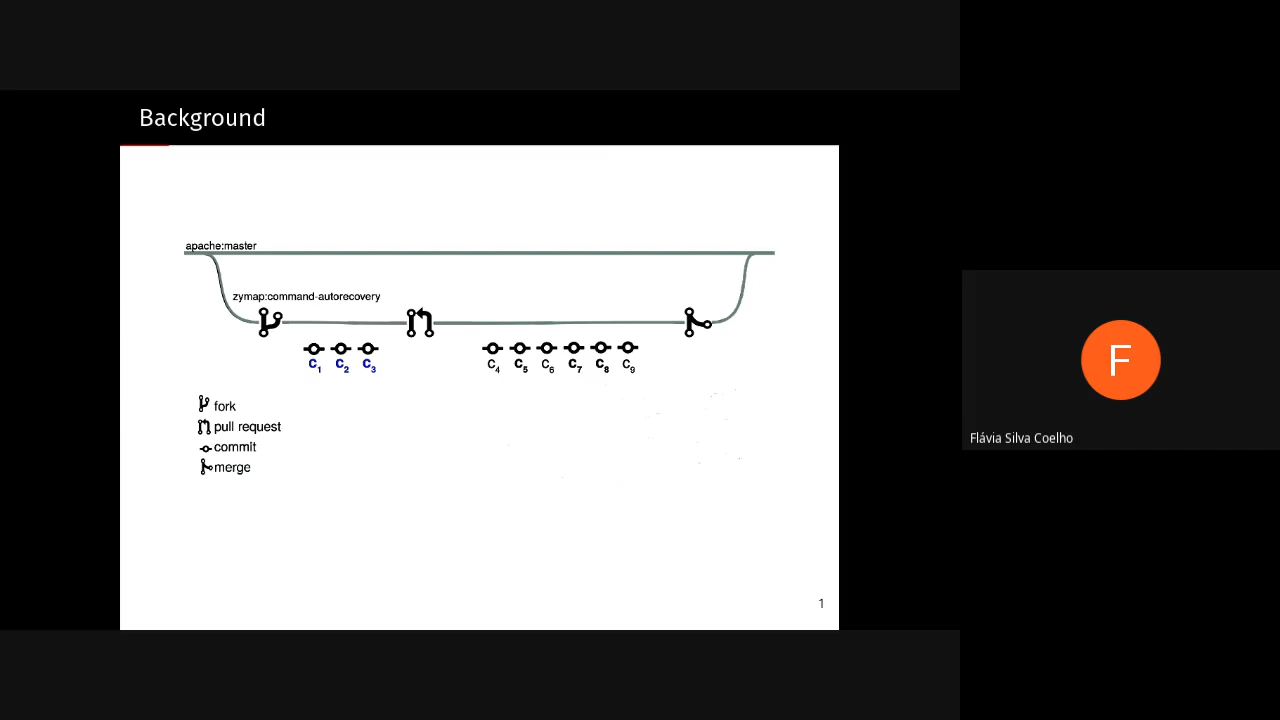 Background
apache:master
zymap:command-autorecovery
C1 C2 C3 C4 C5 C6 C7 C8 C9
fork
pull request
commit
merge
1
F
Flávia Silva Coelho